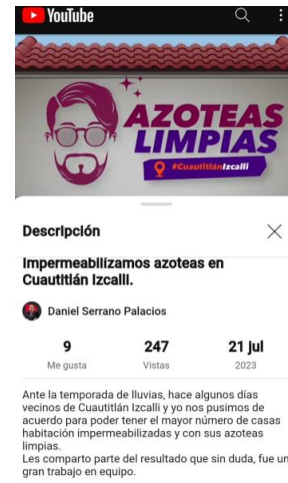 YouTube
AZOTEAS
LIMPIAS
#CuautitlánIzcalli
Descripción
Impermeabilizamos azoteas en
Cuautitlán Izcalli.
Daniel Serrano Palacios
9 247 21 jul
Me gusta Vistas 2023
Ante la temporada de lluvias, hace algunos días
vecinos de Cuautitlán Izcalli y yo nos pusimos de
acuerdo para poder tener el mayor número de casas
habitación impermeabilizadas y con sus azoteas
limpias.
Les comparto parte del resultado que sin duda, fue un
gran trabajo en equipo.